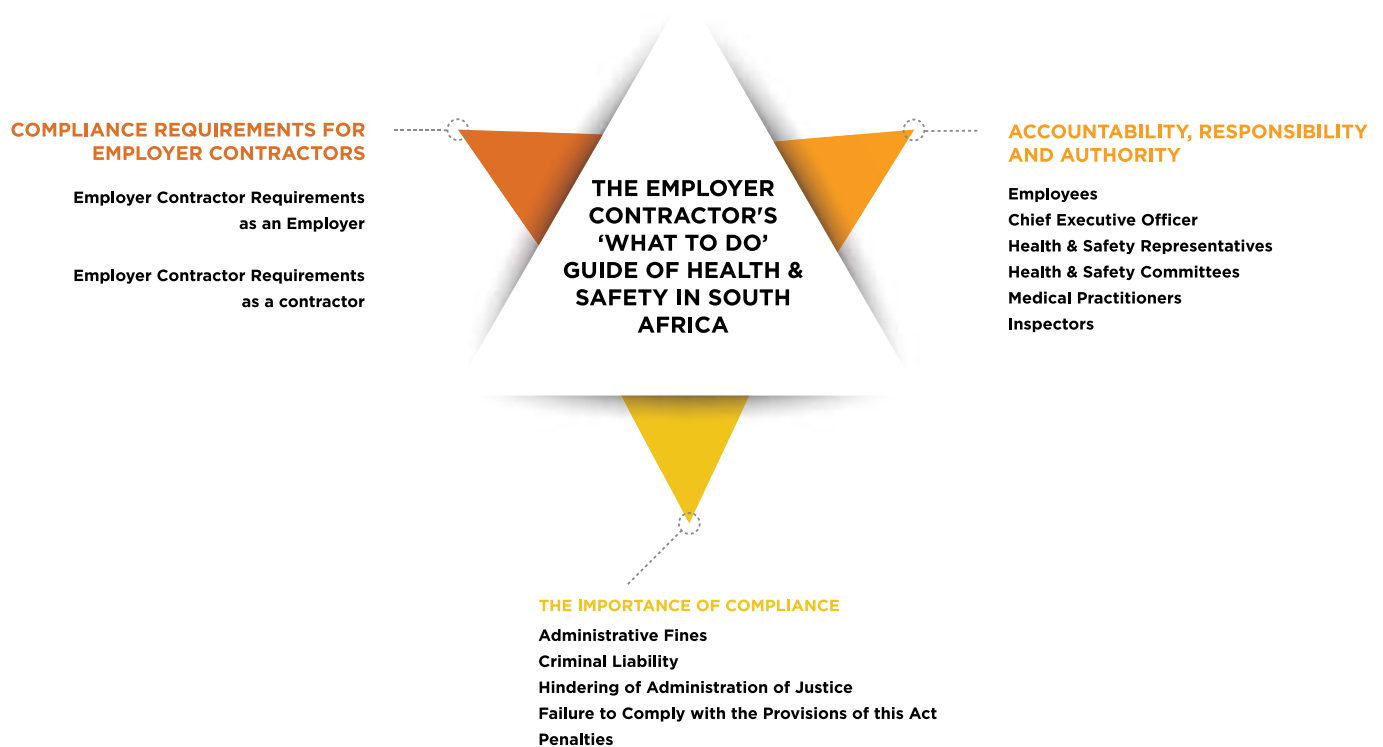 COMPLIANCE REQUIREMENTS FOR
EMPLOYER CONTRACTORS
Employer Contractor Requirements
as an Employer
Employer Contractor Requirements
as a contractor
THE EMPLOYER
CONTRACTOR'S
‘WHAT TO DO’
GUIDE OF HEALTH &
SAFETY IN SOUTH
AFRICA
ACCOUNTABILITY, RESPONSIBILITY
AND AUTHORITY
Employees
Chief Executive Officer
Health & Safety Representatives
Health & Safety Committees
Medical Practitioners
Inspectors
THE IMPORTANCE OF COMPLIANCE
Administrative Fines
Criminal Liability
Hindering of Administration of Justice
Failure to Comply with the Provisions of this Act
Penalties